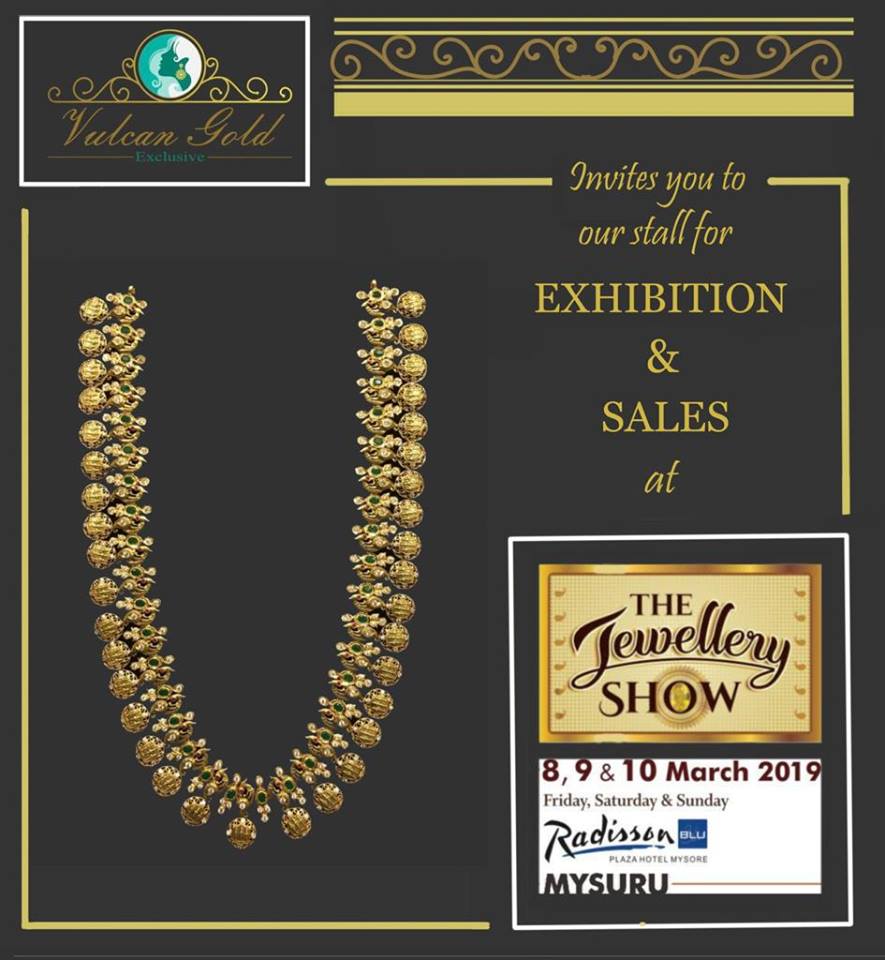 Vulcan Gold
Exclusive
Invites you to
our stall for
EXHIBITION
&
SALES
at
THE
Jewellery
SHOW
8, 9 & 10 March 2019
Friday, Saturday & Sunday
Radisson BLU
PLAZA HOTEL MYSORE
MYSURU